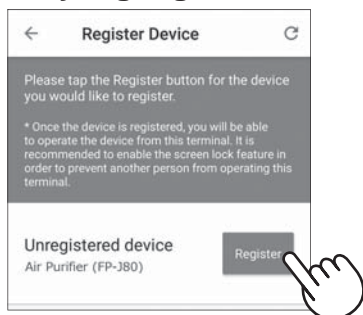 Register Device
Please tap the Register button for the device
you would like to register.
* Once the device is registered, you will be able
to operate the device from this terminal. It is
recommended to enable the screen lock feature in
order to prevent another person from operating this
terminal.
Unregistered device
Register
Air Purifier (FP-J80)